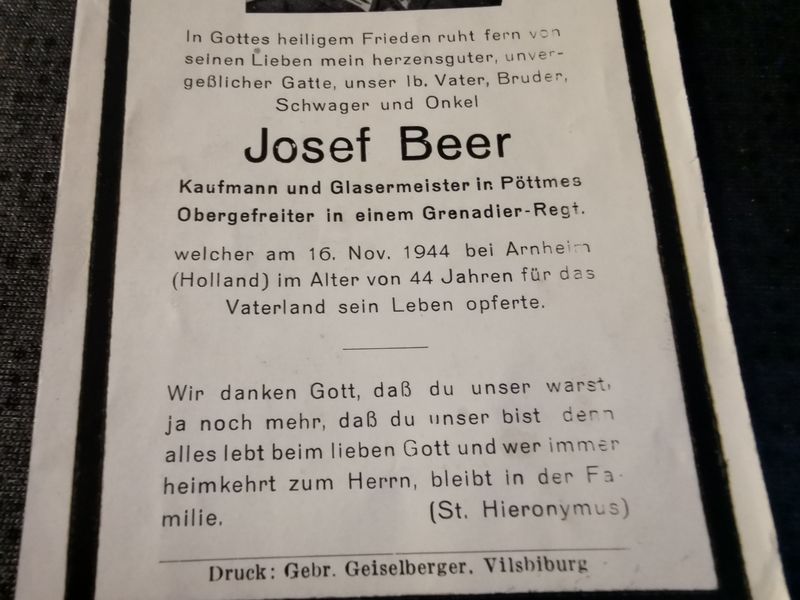 In Gottes heiligem Frieden ruht fern von
seinen Lieben mein herzensguter, unver-
geßlicher Gatte, unser lb. Vater, Bruder,
Schwager und Onkel
Josef Beer
Kaufmann und Glasermeister in Pöttmes
Obergefreiter in einem Grenadier-Regt.
welcher am 16. Nov. 1944 bei Arnheim
(Holland) im Alter von 44 Jahren für das
Vaterland sein Leben opferte.
Wir danken Gott, daß du unser warst,
ja noch mehr, daß du unser bist denn
alles lebt beim lieben Gott und wer immer
heimkehrt zum Herrn, bleibt in der Fa-
milie. (St. Hieronymus)
Druck: Gebr. Geiselberger, Vilsbiburg